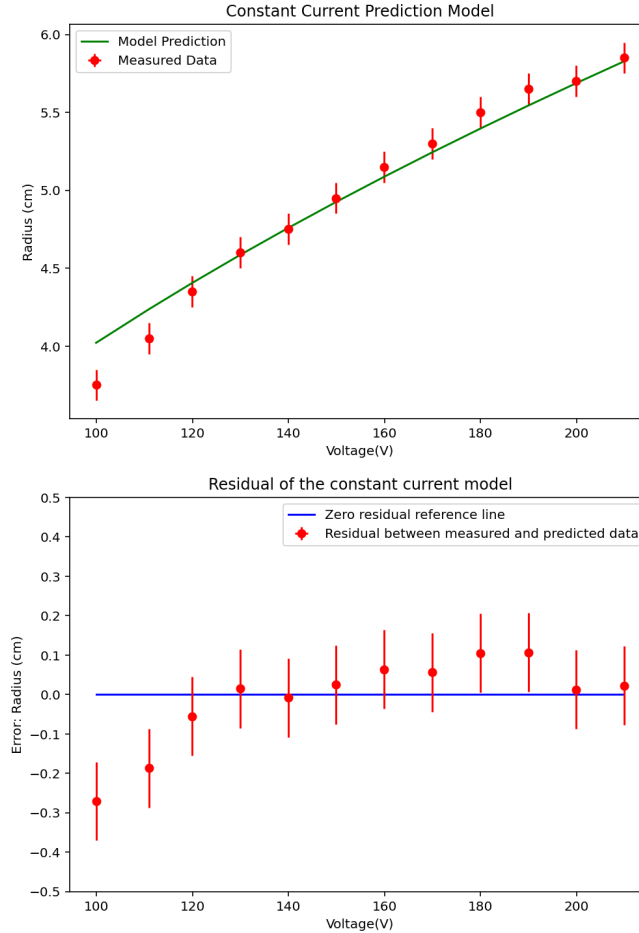 Constant Current Prediction Model
Model Prediction
Measured Data
Radius (cm)
6.0
5.5
5.0
4.5
4.0
100 120 140 160 180 200
Voltage(V)
Residual of the constant current model
Zero residual reference line
Residual between measured and predicted data
Error: Radius (cm)
0.5
0.4
0.3
0.2
0.1
0.0
−0.1
−0.2
−0.3
−0.4
−0.5
100 120 140 160 180 200
Voltage(V)